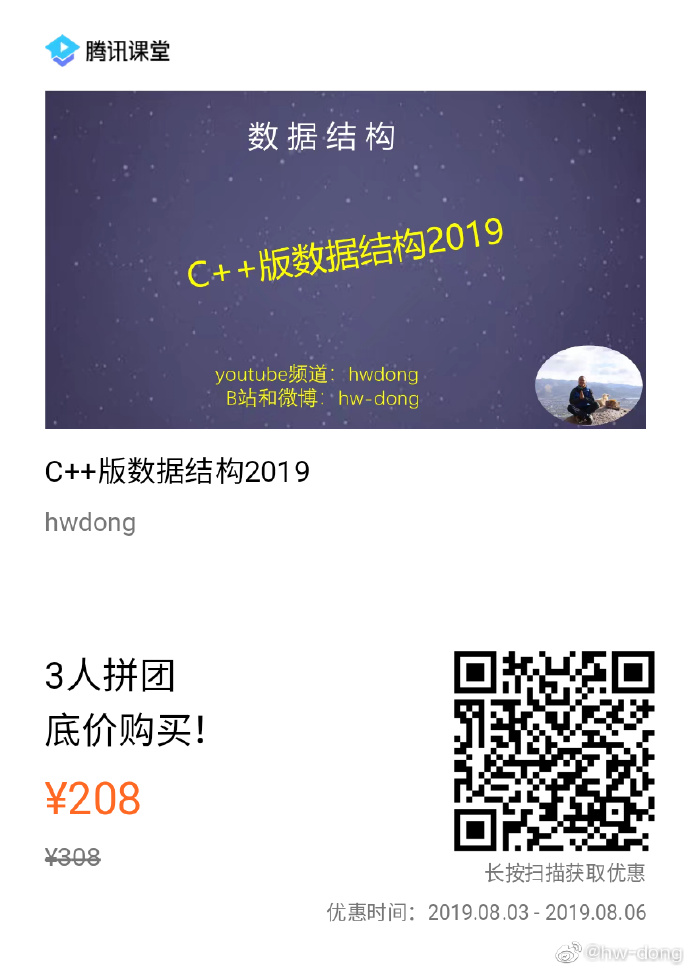 腾讯课堂
数据结构
C++版数据结构2019
youtube频道：hwdong
B站和微博：hw-dong
C++版数据结构2019
hwdong
3人拼团
底价购买！
¥208
¥308
长按扫描获取优惠
优惠时间：2019.08.03 - 2019.08.06
@hw-dong